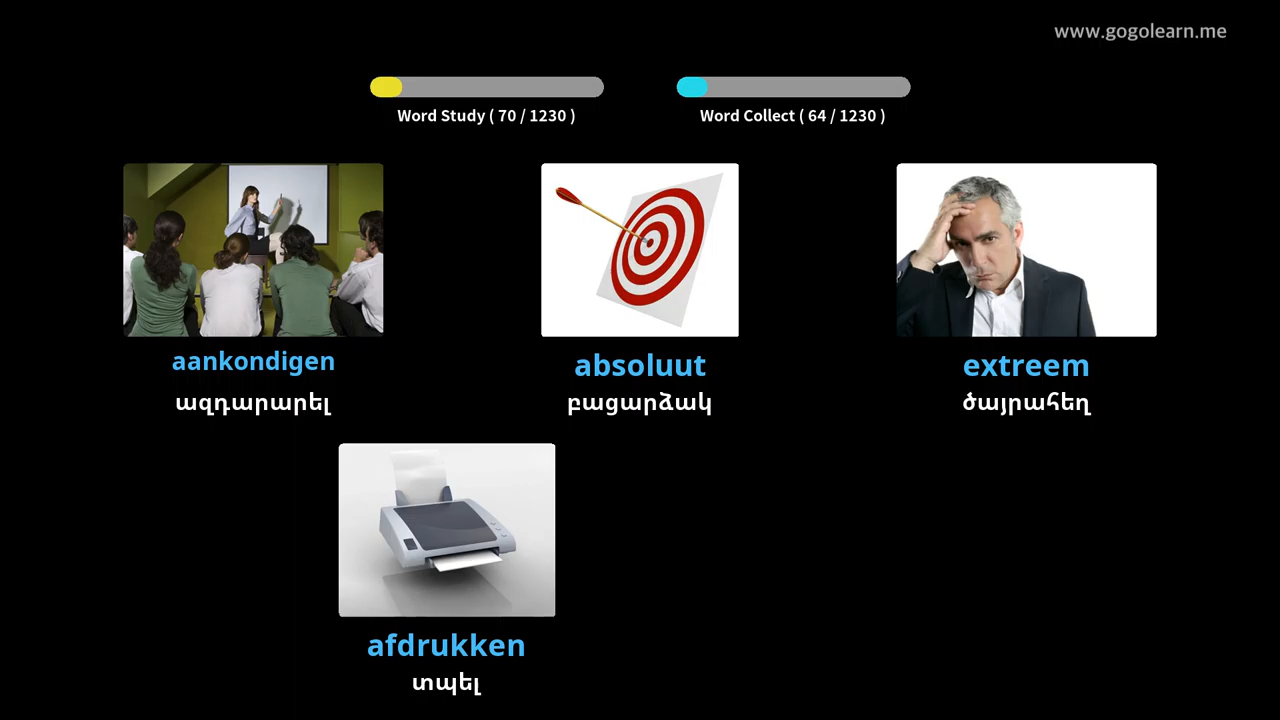 www.gogolearn.me
Word Study ( 70 / 1230 )
Word Collect ( 64 / 1230 )
aankondigen
ազդարարել
absoluut
բացարձակ
extreem
ծայրահեղ
afdrukken
տպել